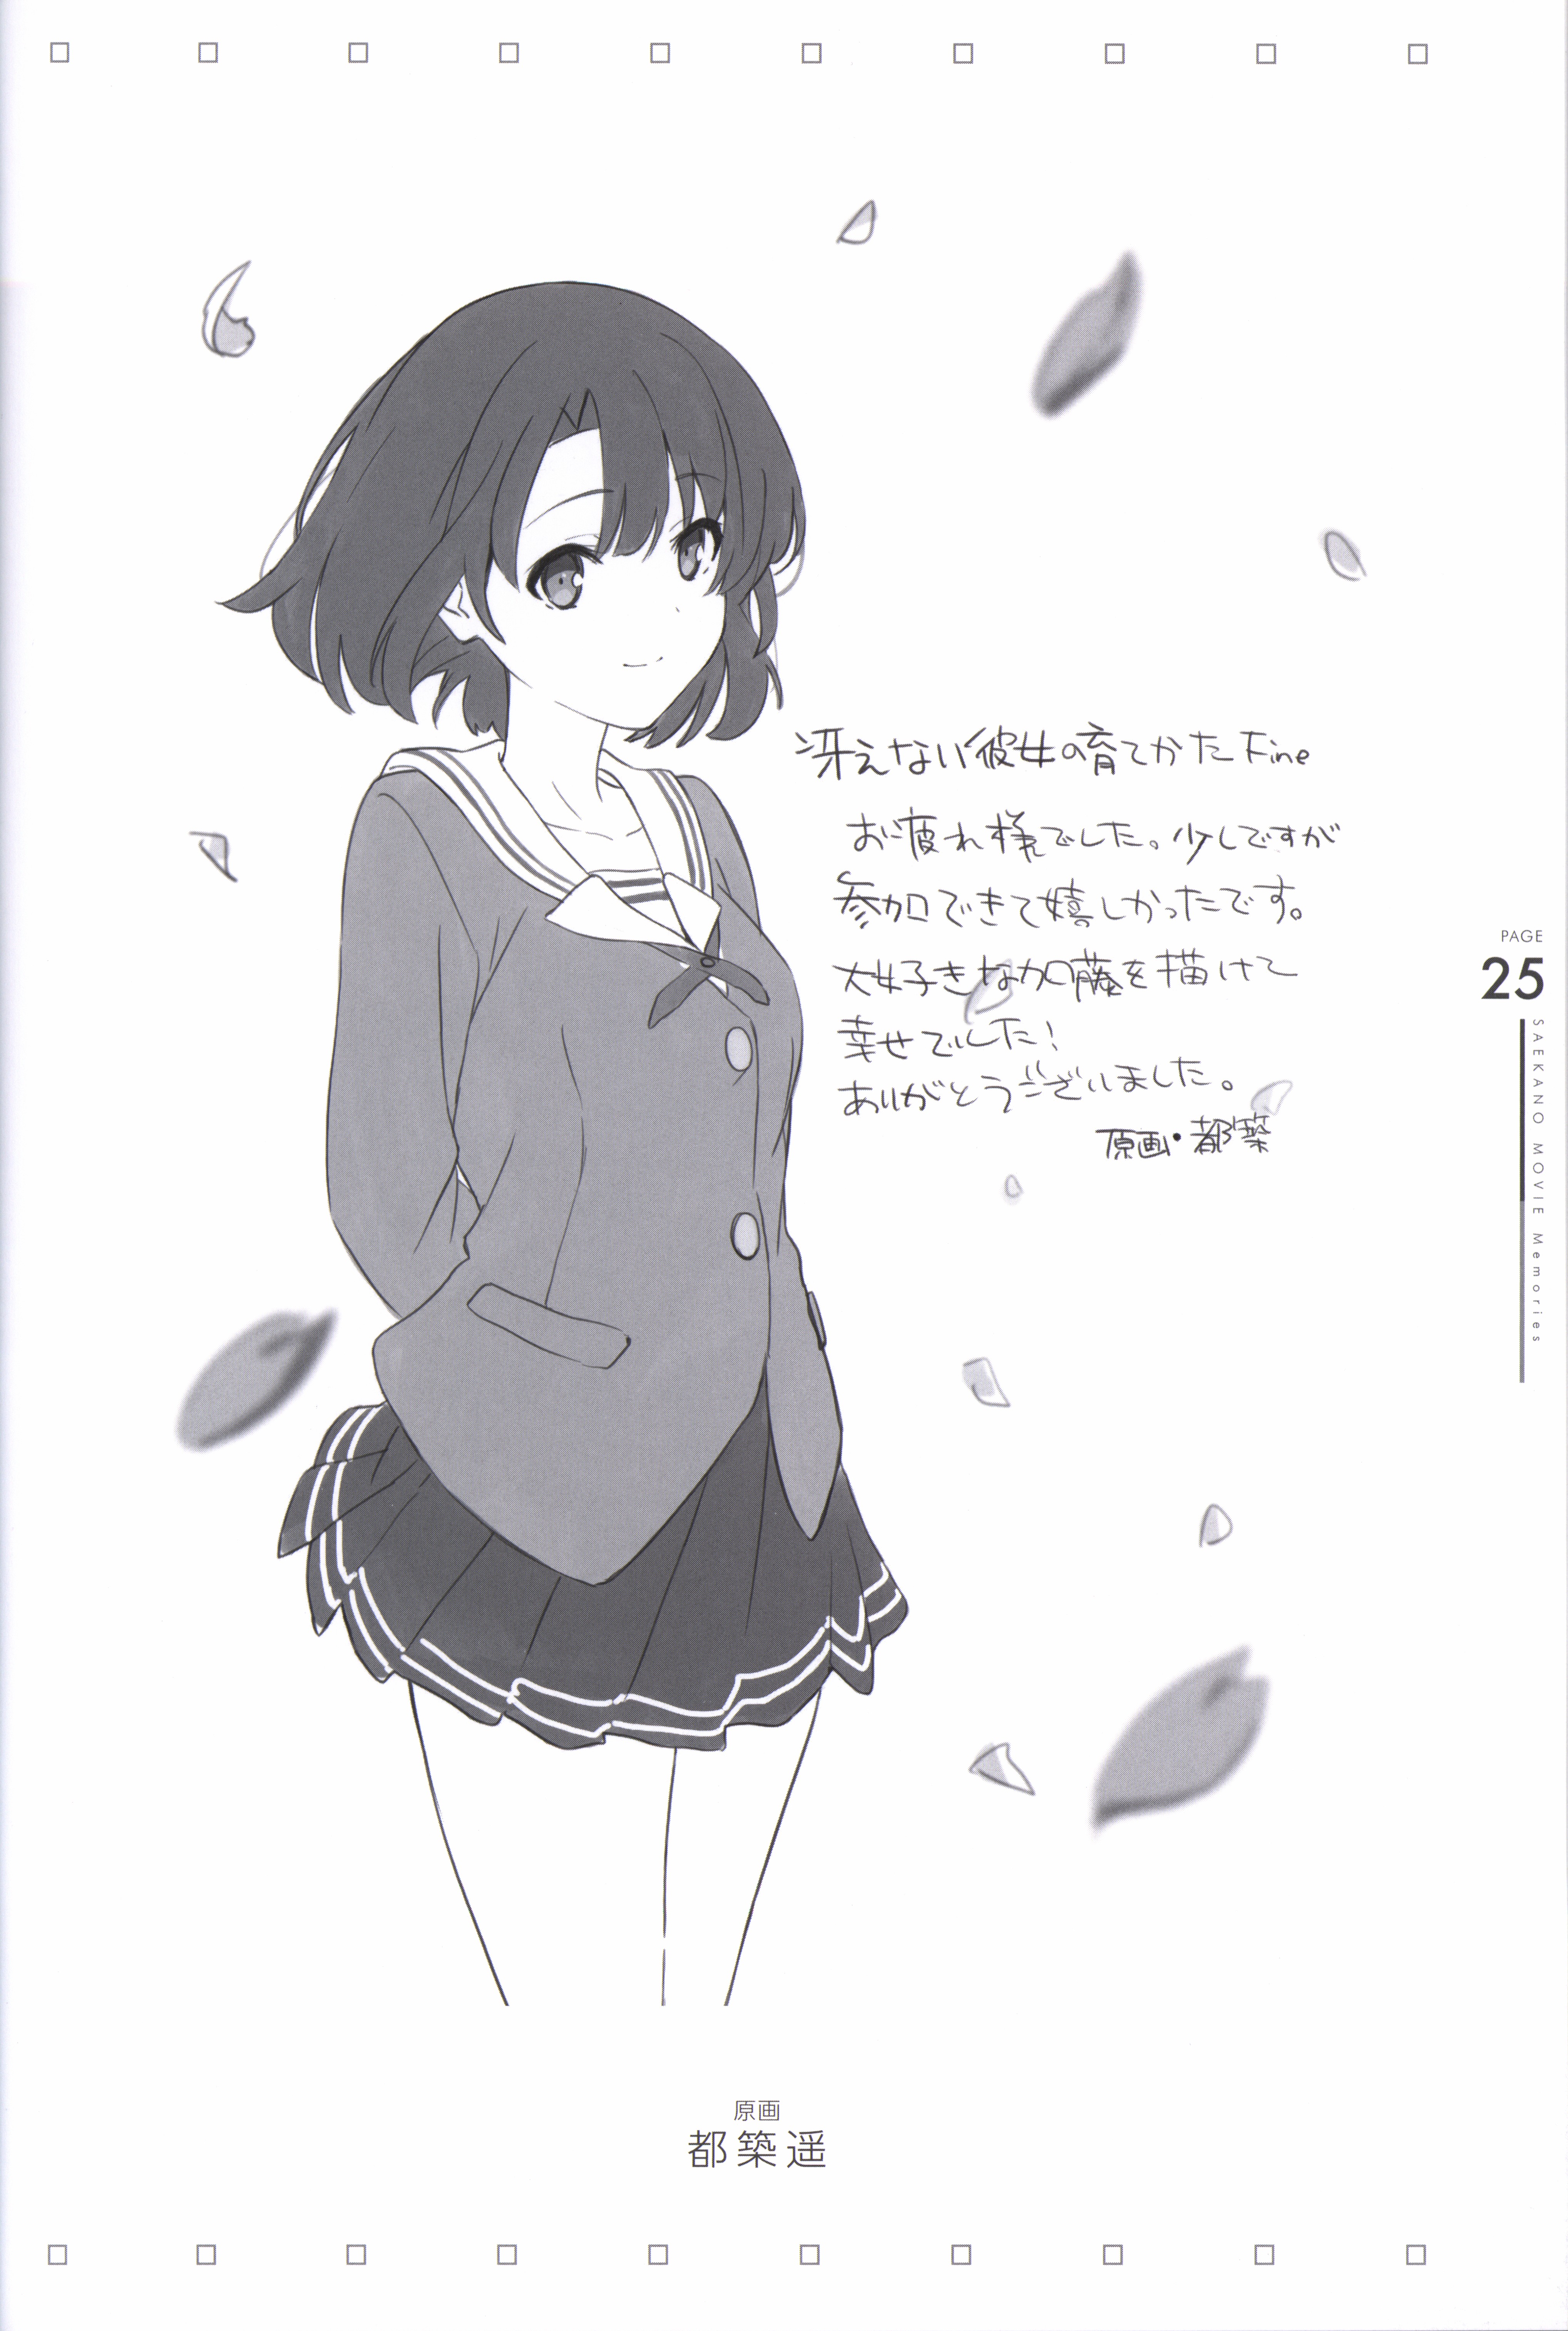 冴えない彼女の育てかた Fine
お疲れ様でした。少しですが
参加できて嬉しかったです。
大好きな加藤を描けて
幸せでした!
ありがとうございました。
原画・都築
PAGE
25
SAEKANO MOVIE Memories
原画
都築遥